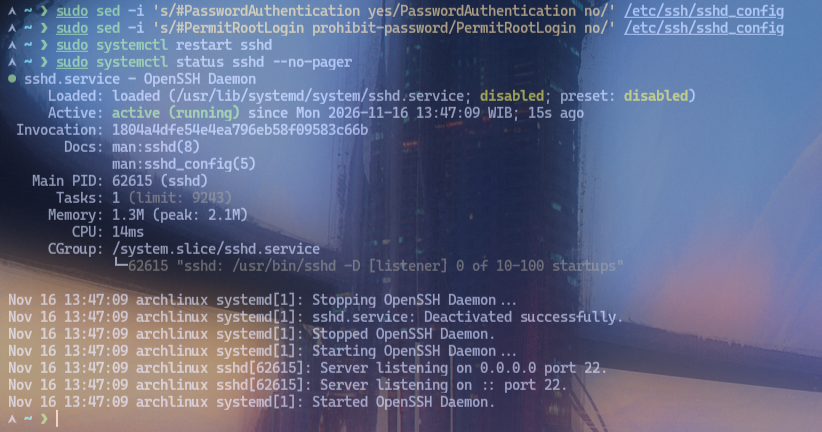 ~ ❯ sudo sed -i 's/#PasswordAuthentication yes/PasswordAuthentication no/' /etc/ssh/sshd_config
~ ❯ sudo sed -i 's/#PermitRootLogin prohibit-password/PermitRootLogin no/' /etc/ssh/sshd_config
~ ❯ sudo systemctl restart sshd
~ ❯ sudo systemctl status sshd --no-pager
● sshd.service - OpenSSH Daemon
     Loaded: loaded (/usr/lib/systemd/system/sshd.service; disabled; preset: disabled)
     Active: active (running) since Mon 2026-11-16 13:47:09 WIB; 15s ago
 Invocation: 1804a4dfe54e4ea796eb58f09583c66b
       Docs: man:sshd(8)
             man:sshd_config(5)
   Main PID: 62615 (sshd)
      Tasks: 1 (limit: 9243)
     Memory: 1.3M (peak: 2.1M)
        CPU: 14ms
     CGroup: /system.slice/sshd.service
             └─62615 "sshd: /usr/bin/sshd -D [listener] 0 of 10-100 startups"

Nov 16 13:47:09 archlinux systemd[1]: Stopping OpenSSH Daemon...
Nov 16 13:47:09 archlinux systemd[1]: sshd.service: Deactivated successfully.
Nov 16 13:47:09 archlinux systemd[1]: Stopped OpenSSH Daemon.
Nov 16 13:47:09 archlinux systemd[1]: Starting OpenSSH Daemon...
Nov 16 13:47:09 archlinux sshd[62615]: Server listening on 0.0.0.0 port 22.
Nov 16 13:47:09 archlinux sshd[62615]: Server listening on :: port 22.
Nov 16 13:47:09 archlinux systemd[1]: Started OpenSSH Daemon.
~ ❯